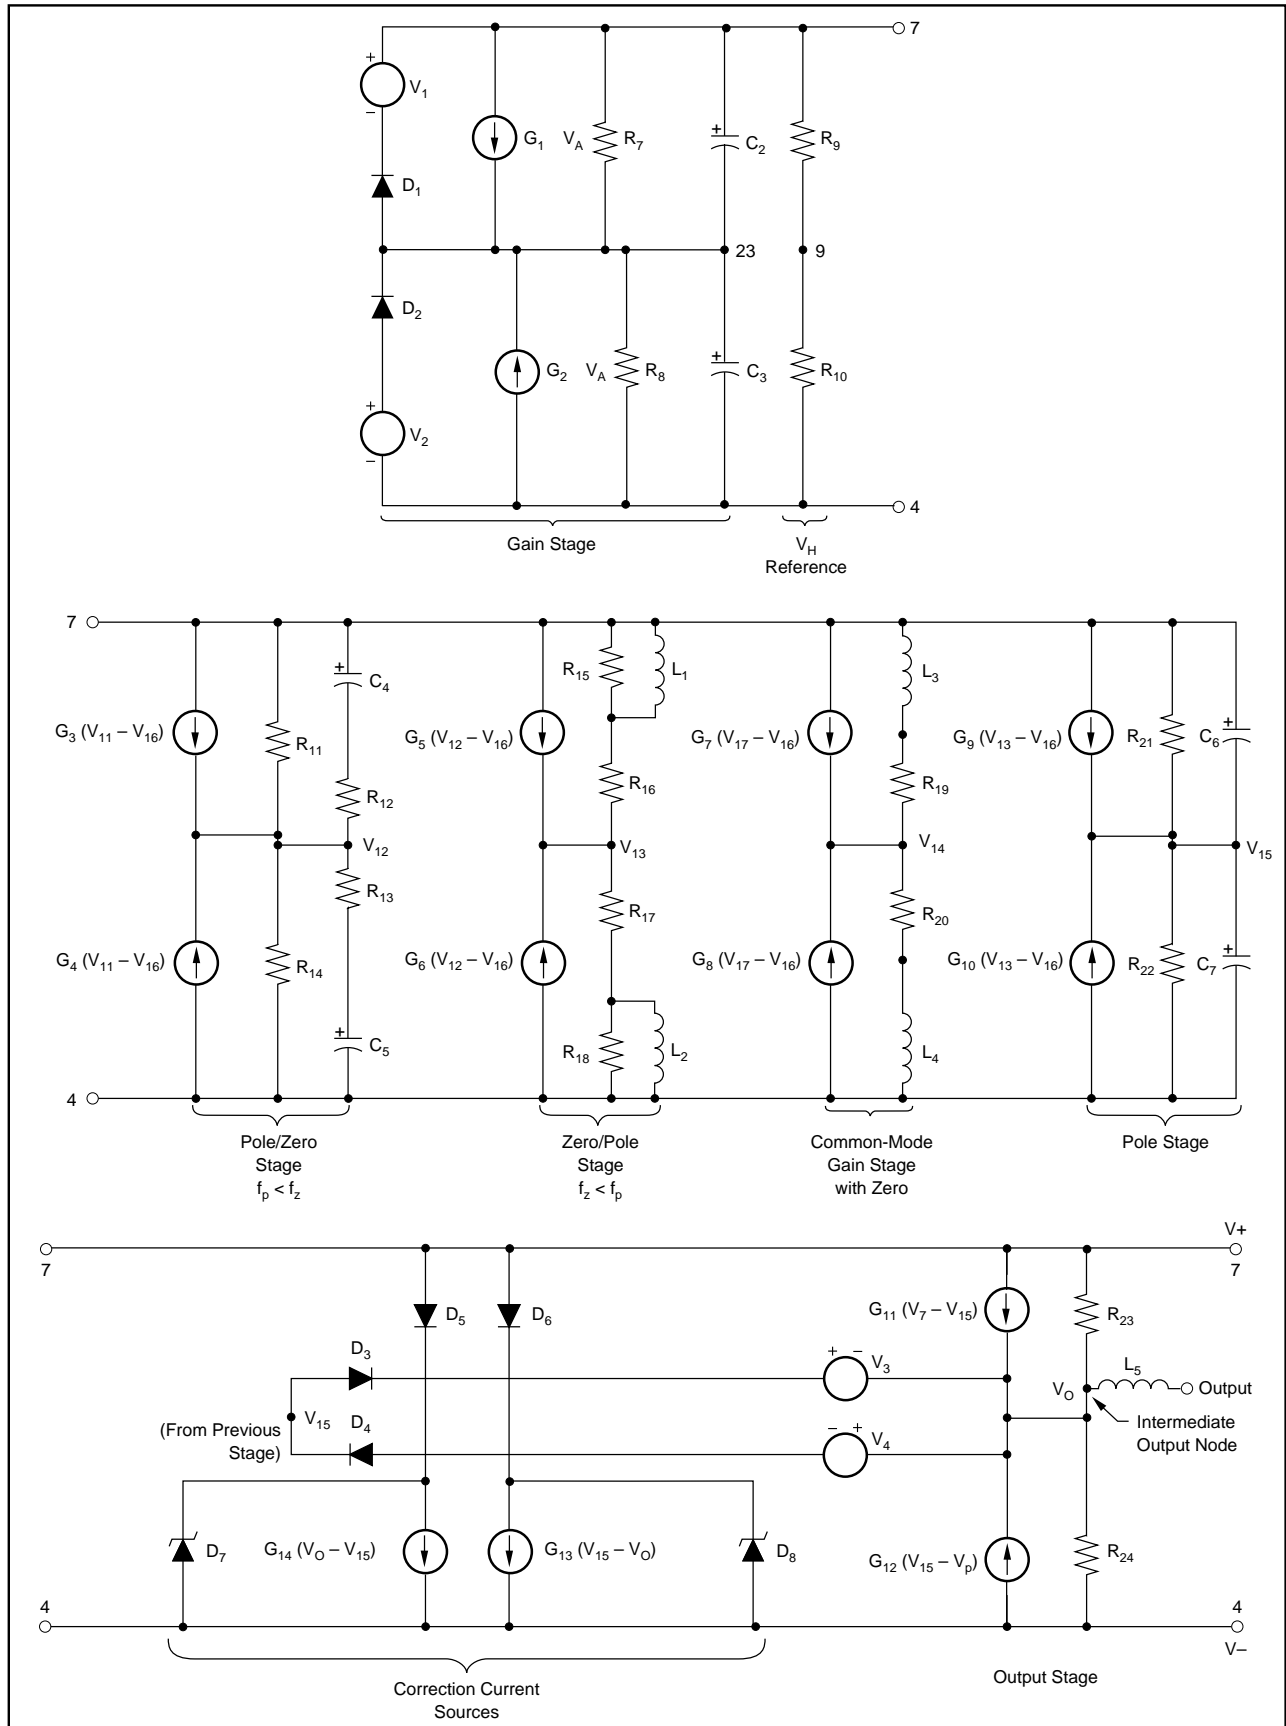 7
+
V1
−
G1
VA
R7
+
C2
R9
D1
23
9
D2
G2
VA
R8
+
C3
R10
+
V2
−
4
Gain Stage
VH
Reference
7
+
C4
R15
L1
L3
G3 (V11 – V16)
R11
G5 (V12 – V16)
G7 (V17 – V16)
G9 (V13 – V16)
R21
+
C6
R12
R16
R19
V12
V13
V14
V15
R13
R17
R20
G4 (V11 – V16)
R14
G6 (V12 – V16)
G8 (V17 – V16)
G10 (V13 – V16)
R22
+
C7
+
C5
R18
L2
L4
4
Pole/Zero
Stage
fp < fz
Zero/Pole
Stage
fz < fp
Common-Mode
Gain Stage
with Zero
Pole Stage
V+
7
7
D5
D6
G11 (V7 – V15)
R23
D3
+ −
V3
L5
VO
Output
V15
(From Previous
Stage)
D4
− +
V4
Intermediate
Output Node
D7
G14 (VO – V15)
G13 (V15 – VO)
D8
G12 (V15 – Vp)
R24
4
4
V–
Correction Current
Sources
Output Stage